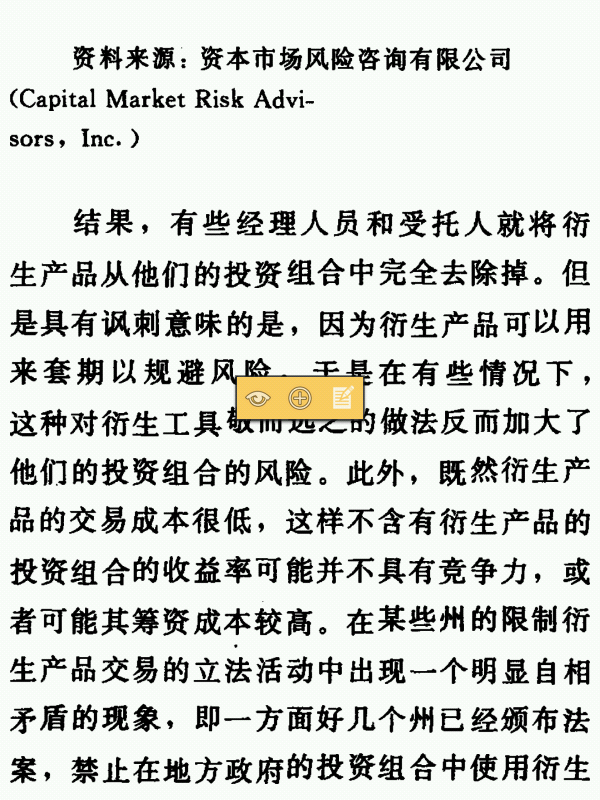 资料来源：资本市场风险咨询有限公司
(Capital Market Risk Advi-
sors, Inc.)
结果，有些经理人员和受托人就将衍
生产品从他们的投资组合中完全去除掉。但
是具有讽刺意味的是，因为衍生产品可以用
来套期以规避风险，于是在有些情况下，
这种对衍生工具敬而远之的做法反而加大了
他们的投资组合的风险。此外，既然衍生产
品的交易成本很低，这样不含有衍生产品的
投资组合的收益率可能并不具有竞争力，或
者可能其筹资成本较高。在某些州的限制衍
生产品交易的立法活动中出现一个明显自相
矛盾的现象，即一方面好几个州已经颁布法
案，禁止在地方政府的投资组合中使用衍生